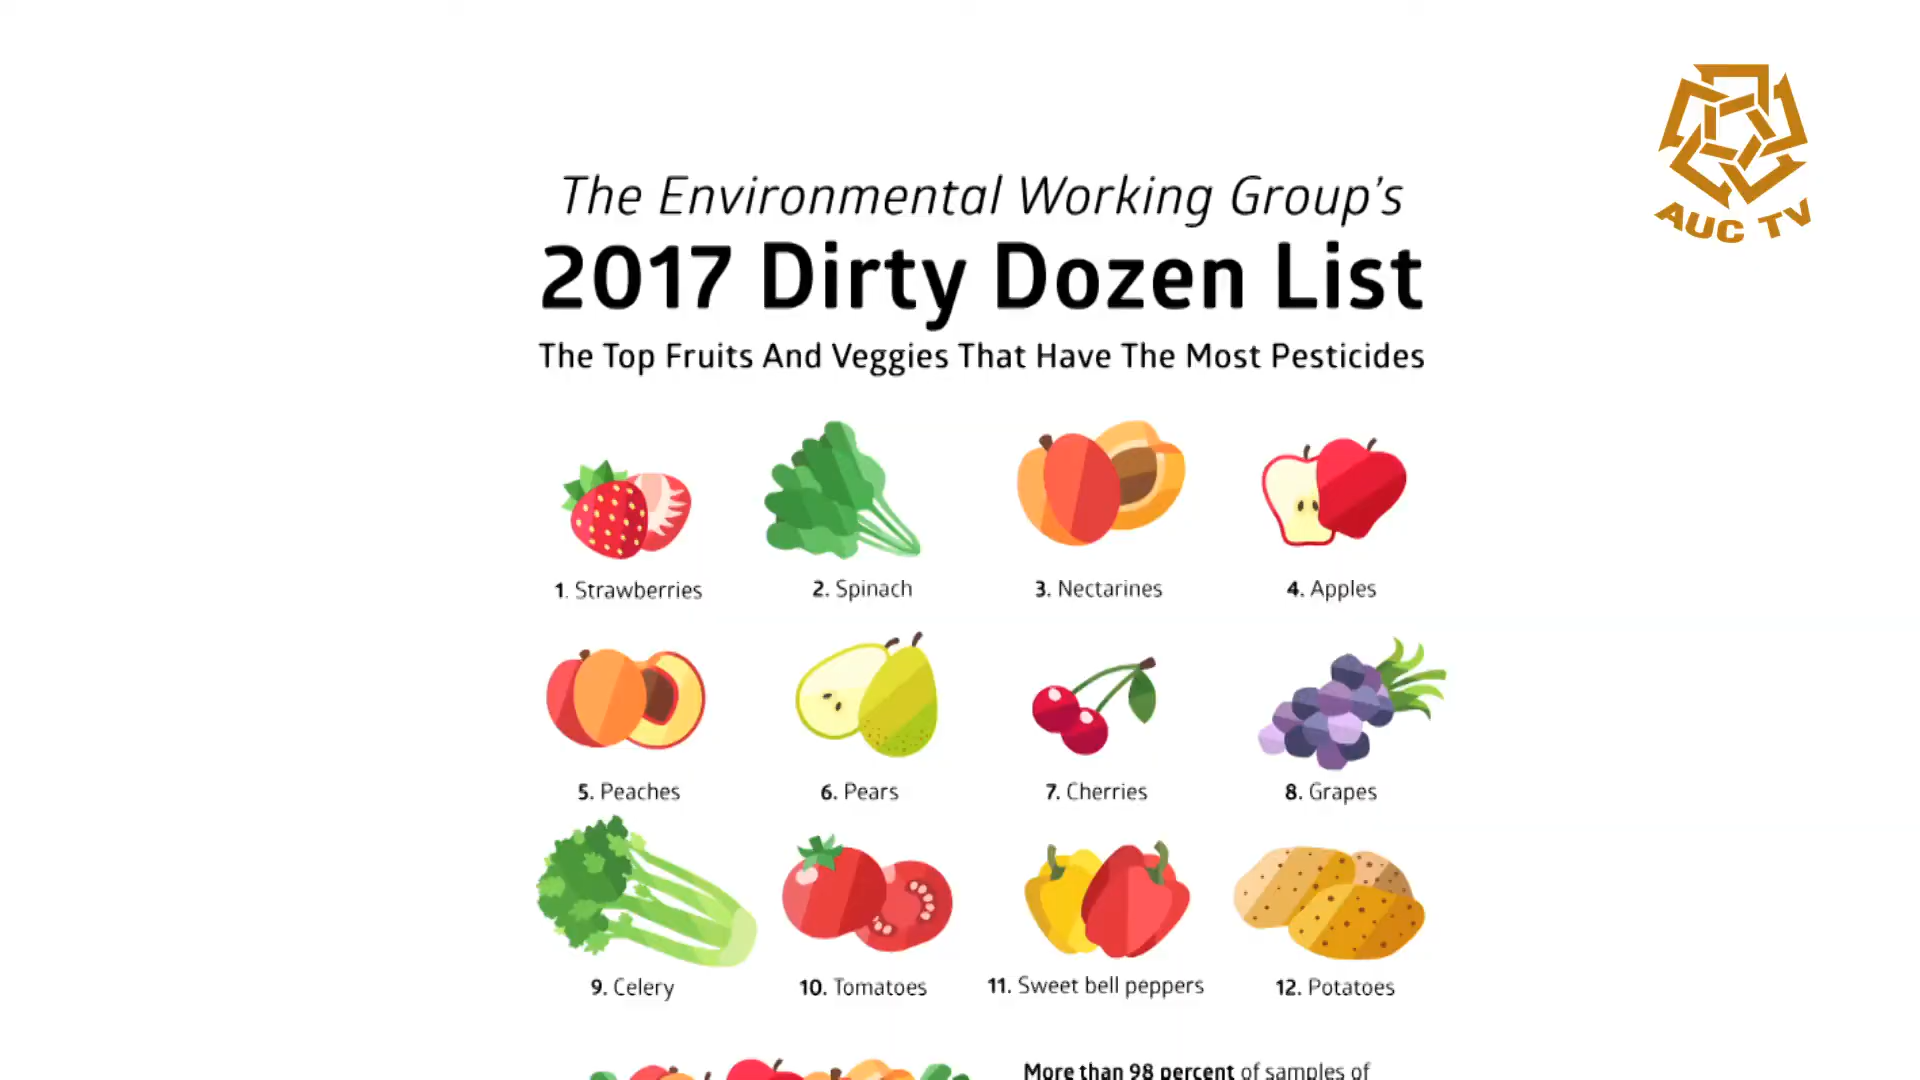 AUC TV
The Environmental Working Group's
2017 Dirty Dozen List
The Top Fruits And Veggies That Have The Most Pesticides
1. Strawberries
2. Spinach
3. Nectarines
4. Apples
5. Peaches
6. Pears
7. Cherries
8. Grapes
9. Celery
10. Tomatoes
11. Sweet bell peppers
12. Potatoes
More than 98 percent of samples of